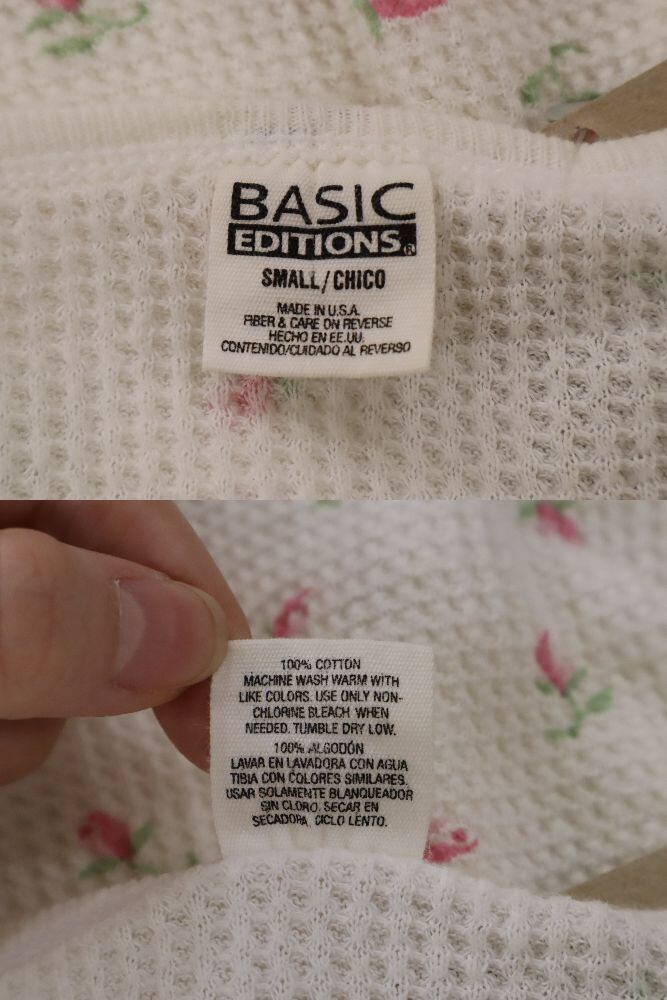 BASIC
EDITIONS®
SMALL/CHICO
MADE IN U.S.A.
FIBER & CARE ON REVERSE
HECHO EN EE.UU.
CONTENIDO/CUIDADO AL REVERSO
100% COTTON
MACHINE WASH WARM WITH
LIKE COLORS. USE ONLY NON-
CHLORINE BLEACH WHEN
NEEDED. TUMBLE DRY LOW.
100% ALGODÓN
LAVAR EN LAVADORA CON AGUA
TIBIA CON COLORES SIMILARES.
USAR SOLAMENTE BLANQUEADOR
SIN CLORO. SECAR EN
SECADORA, CICLO LENTO.